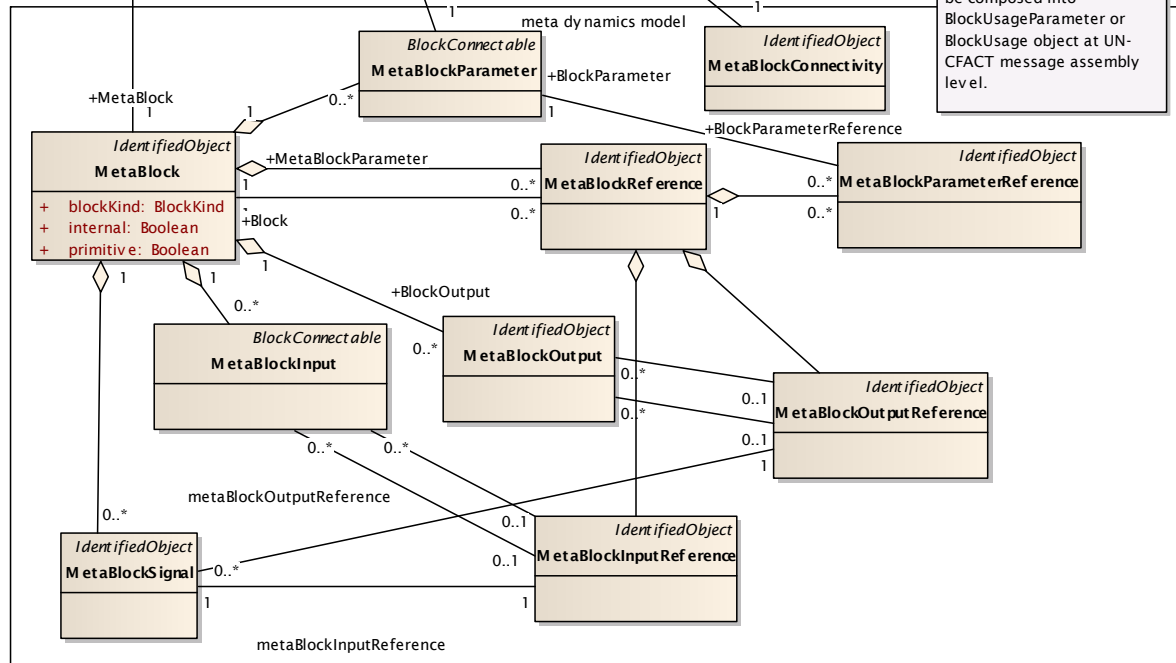 be composed into
BlockUsageParameter or
BlockUsage object at UN-
CFACT message assembly
level.
1
meta dynamics model
1
BlockConnectable
MetaBlockParameter
IdentifiedObject
MetaBlockConnectivity
+MetaBlock
1
1
0..*
+BlockParameter
1
+BlockParameterReference
0..*
IdentifiedObject
MetaBlock
+ blockKind: BlockKind
+ internal: Boolean
+ primitive: Boolean
+MetaBlockParameter
1
0..*
IdentifiedObject
MetaBlockReference
1
0..*
IdentifiedObject
MetaBlockParameterReference
+Block
0..*
1
+BlockOutput
0..*
1
1
0..*
BlockConnectable
MetaBlockInput
IdentifiedObject
MetaBlockOutput
0..*
0..1
0..*
0..1
IdentifiedObject
MetaBlockOutputReference
1
0..*
0..*
metaBlockOutputReference
0..1
0..1
0..*
0..*
IdentifiedObject
MetaBlockSignal
IdentifiedObject
MetaBlockInputReference
1
1
metaBlockInputReference